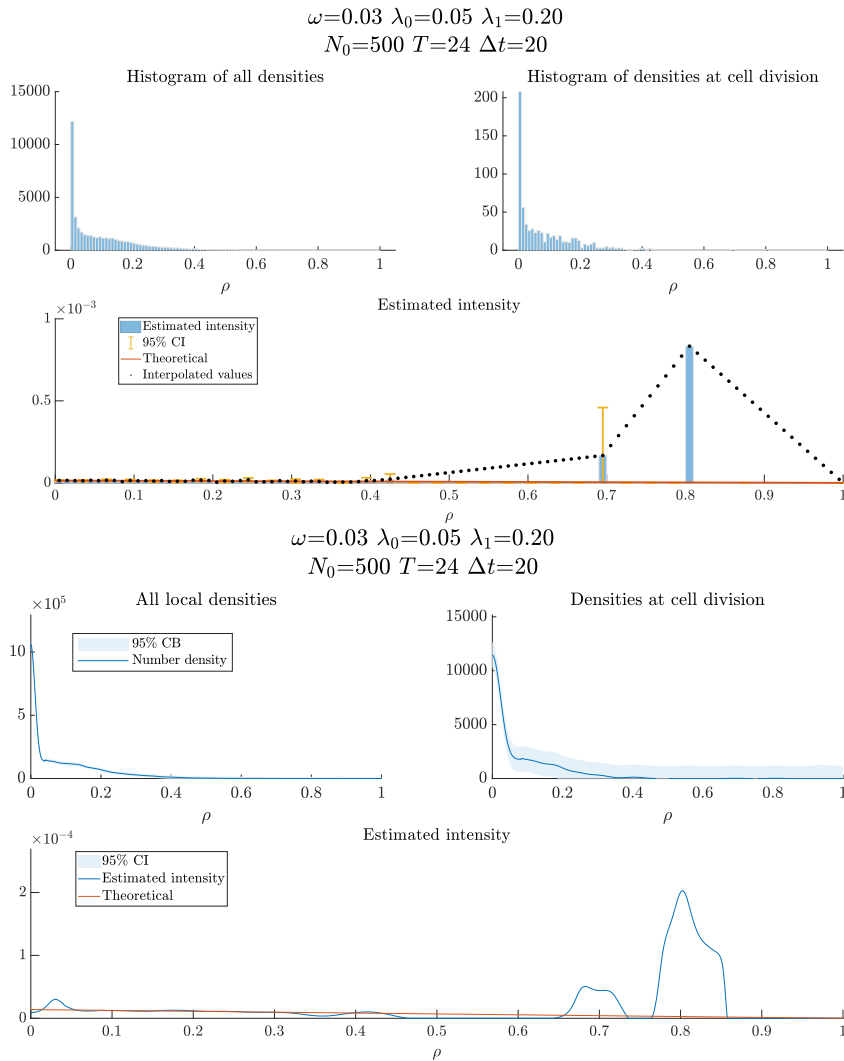 ω=0.03 λ₀=0.05 λ₁=0.20
N₀=500 T=24 Δt=20
Histogram of all densities
15000
10000
5000
0
0 0.2 0.4 0.6 0.8 1
ρ
Histogram of densities at cell division
200
150
100
50
0
0 0.2 0.4 0.6 0.8 1
ρ
Estimated intensity
×10⁻³
1
0.5
0
Estimated intensity
95% CI
Theoretical
Interpolated values
0 0.1 0.2 0.3 0.4 0.5 0.6 0.7 0.8 0.9 1
ρ
ω=0.03 λ₀=0.05 λ₁=0.20
N₀=500 T=24 Δt=20
All local densities
×10⁵
10
5
0
95% CB
Number density
0 0.2 0.4 0.6 0.8 1
ρ
Densities at cell division
15000
10000
5000
0
0 0.2 0.4 0.6 0.8 1
ρ
Estimated intensity
×10⁻⁴
2
1
0
95% CI
Estimated intensity
Theoretical
0 0.1 0.2 0.3 0.4 0.5 0.6 0.7 0.8 0.9 1
ρ